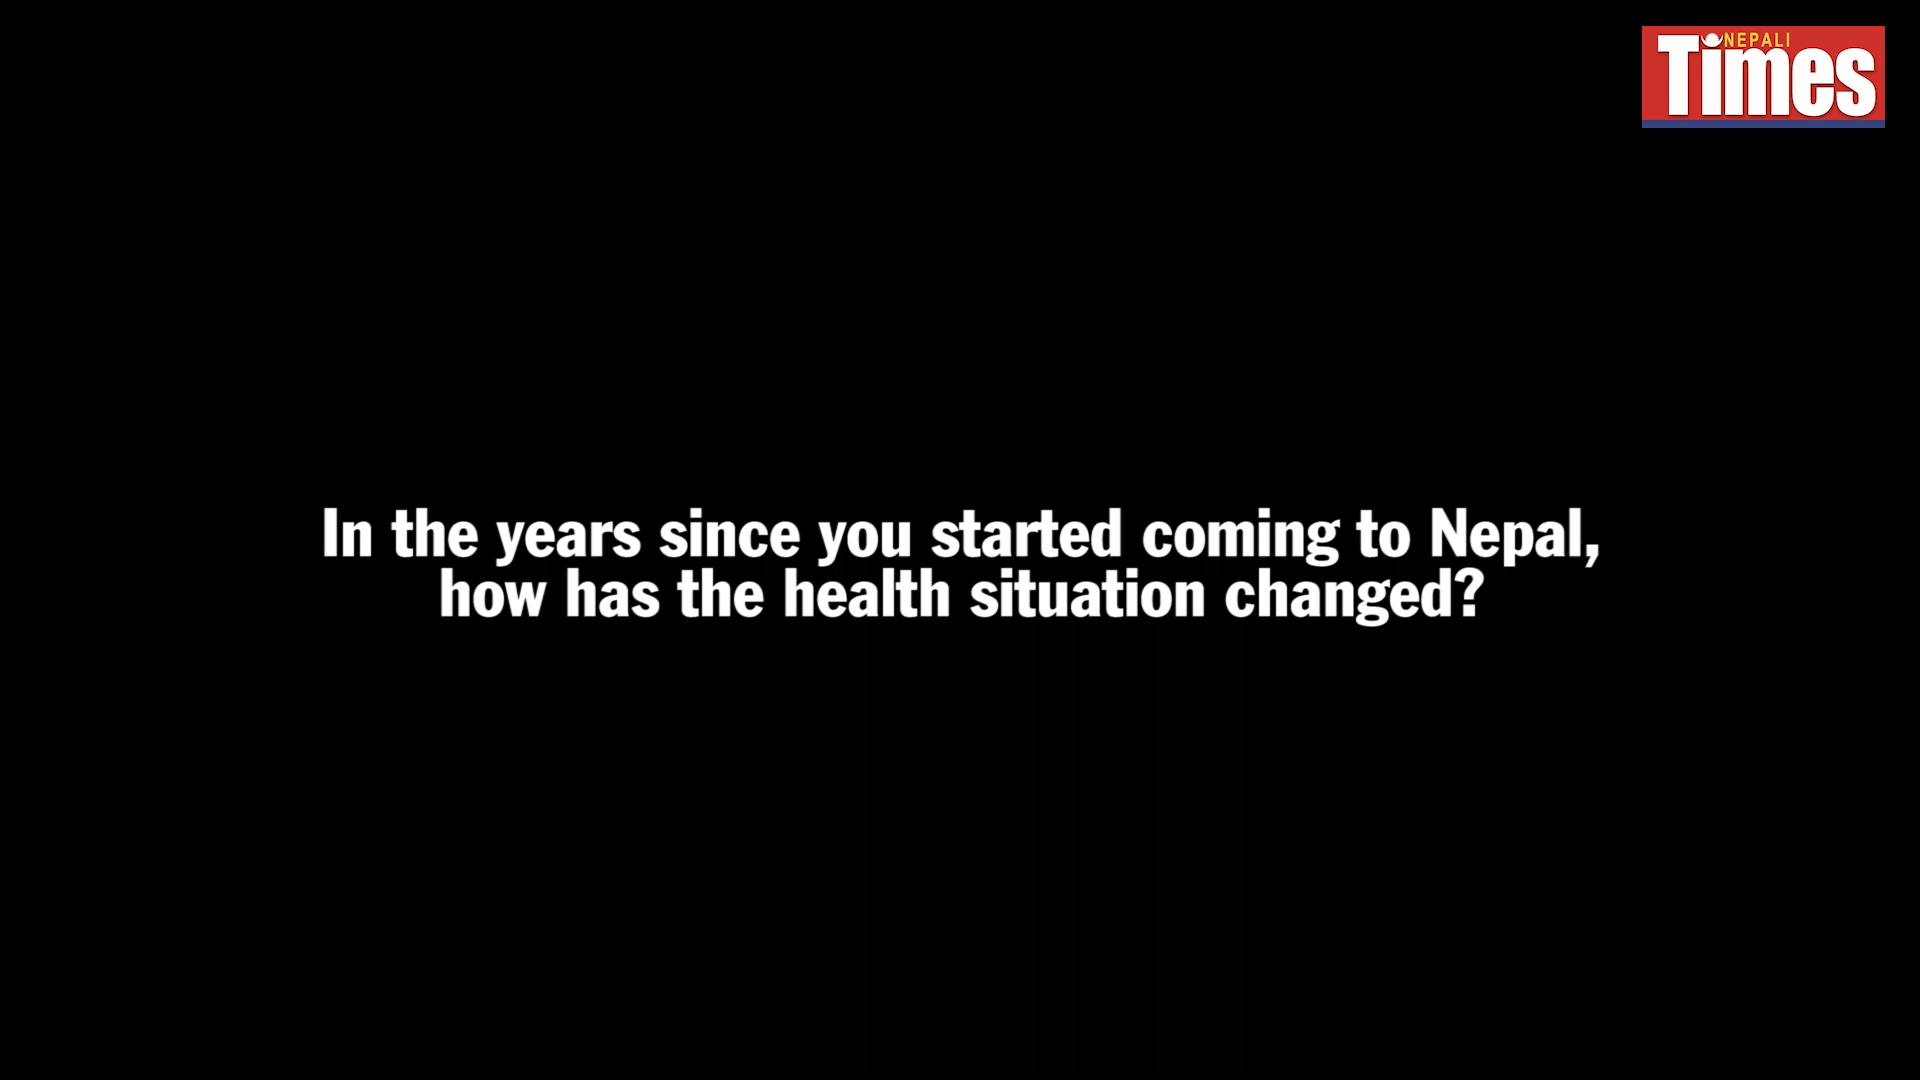 NEPALI
Times
In the years since you started coming to Nepal,
how has the health situation changed?